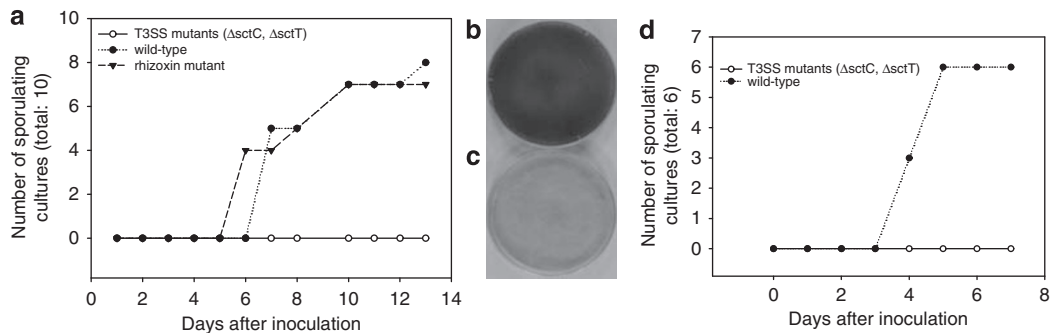 a
10
8
6
4
2
0
Number of sporulating
cultures (total: 10)
T3SS mutants (ΔsctC, ΔsctT)
wild-type
rhizoxin mutant
0 2 4 6 8 10 12 14
Days after inoculation
b
c
d
7
6
5
4
3
2
1
0
Number of sporulating
cultures (total: 6)
T3SS mutants (ΔsctC, ΔsctT)
wild-type
0 2 4 6 8
Days after inoculation